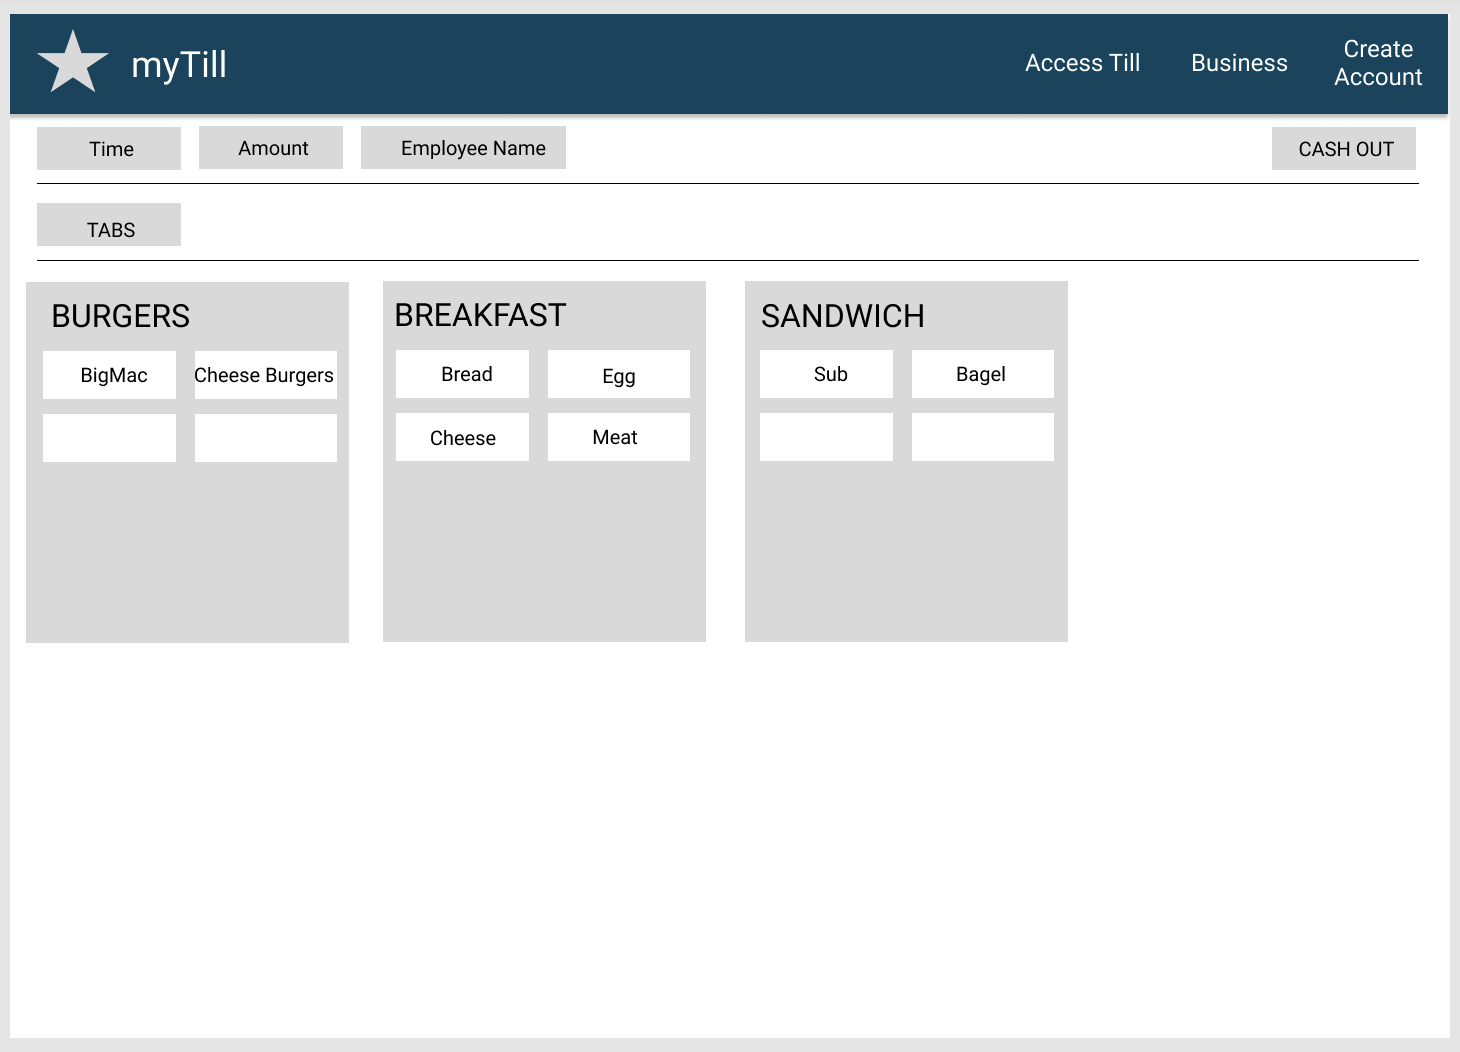 myTill
Access Till
Business
Create
Account
Time
Amount
Employee Name
CASH OUT
TABS
BURGERS
BigMac
Cheese Burgers
BREAKFAST
Bread
Egg
Cheese
Meat
SANDWICH
Sub
Bagel